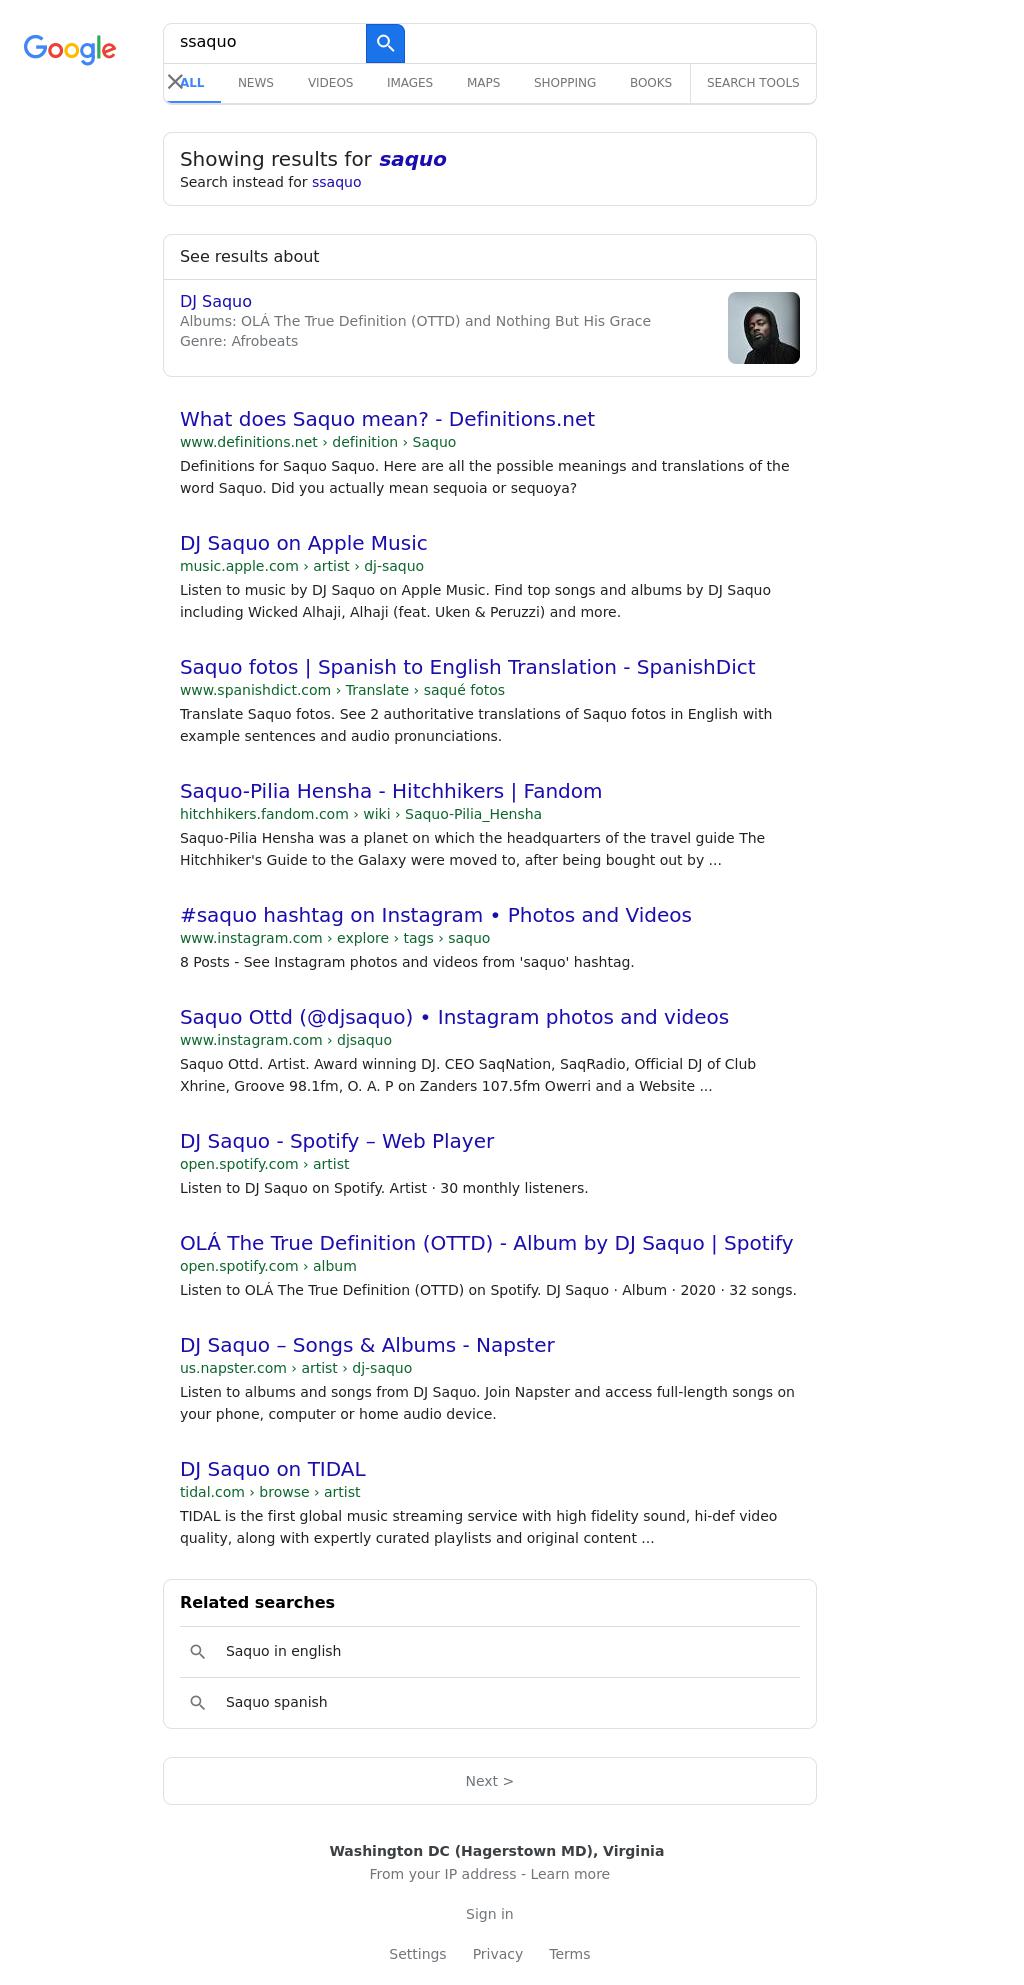 Google
ssaquo
ALL NEWS VIDEOS IMAGES MAPS SHOPPING BOOKS SEARCH TOOLS
Showing results for saquo
Search instead for ssaquo
See results about
DJ Saquo
Albums: OLÁ The True Definition (OTTD) and Nothing But His Grace
Genre: Afrobeats
What does Saquo mean? - Definitions.net
www.definitions.net › definition › Saquo
Definitions for Saquo Saquo. Here are all the possible meanings and translations of the
word Saquo. Did you actually mean sequoia or sequoya?
DJ Saquo on Apple Music
music.apple.com › artist › dj-saquo
Listen to music by DJ Saquo on Apple Music. Find top songs and albums by DJ Saquo
including Wicked Alhaji, Alhaji (feat. Uken & Peruzzi) and more.
Saquo fotos | Spanish to English Translation - SpanishDict
www.spanishdict.com › Translate › saqué fotos
Translate Saquo fotos. See 2 authoritative translations of Saquo fotos in English with
example sentences and audio pronunciations.
Saquo-Pilia Hensha - Hitchhikers | Fandom
hitchhikers.fandom.com › wiki › Saquo-Pilia_Hensha
Saquo-Pilia Hensha was a planet on which the headquarters of the travel guide The
Hitchhiker's Guide to the Galaxy were moved to, after being bought out by ...
#saquo hashtag on Instagram • Photos and Videos
www.instagram.com › explore › tags › saquo
8 Posts - See Instagram photos and videos from 'saquo' hashtag.
Saquo Ottd (@djsaquo) • Instagram photos and videos
www.instagram.com › djsaquo
Saquo Ottd. Artist. Award winning DJ. CEO SaqNation, SaqRadio, Official DJ of Club
Xhrine, Groove 98.1fm, O. A. P on Zanders 107.5fm Owerri and a Website ...
DJ Saquo - Spotify – Web Player
open.spotify.com › artist
Listen to DJ Saquo on Spotify. Artist · 30 monthly listeners.
OLÁ The True Definition (OTTD) - Album by DJ Saquo | Spotify
open.spotify.com › album
Listen to OLÁ The True Definition (OTTD) on Spotify. DJ Saquo · Album · 2020 · 32 songs.
DJ Saquo – Songs & Albums - Napster
us.napster.com › artist › dj-saquo
Listen to albums and songs from DJ Saquo. Join Napster and access full-length songs on
your phone, computer or home audio device.
DJ Saquo on TIDAL
tidal.com › browse › artist
TIDAL is the first global music streaming service with high fidelity sound, hi-def video
quality, along with expertly curated playlists and original content ...
Related searches
Saquo in english
Saquo spanish
Next >
Washington DC (Hagerstown MD), Virginia
From your IP address - Learn more
Sign in
Settings Privacy Terms